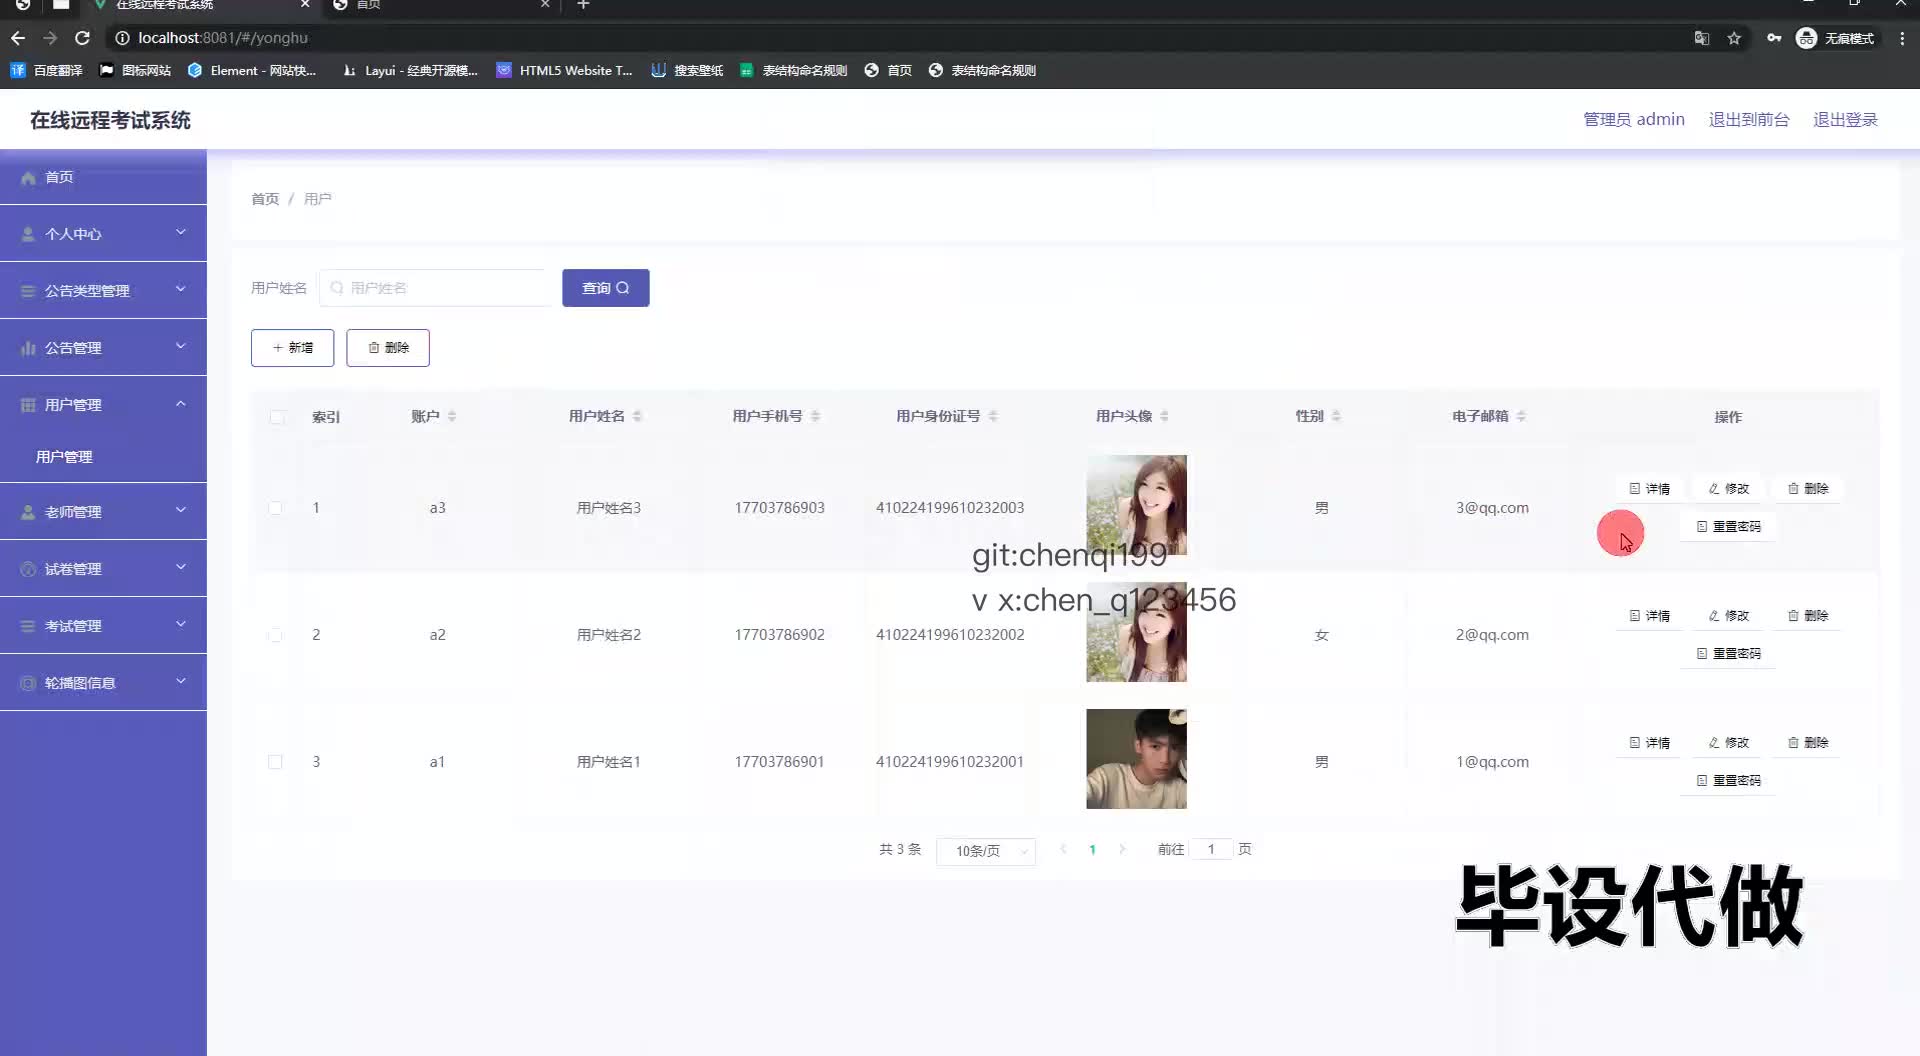 在线远程考试系统
首页
localhost:8081/#/yonghu
无痕模式
百度翻译
图标网站
Element - 网站快...
Layui - 经典开源模...
HTML5 Website T...
搜索壁纸
表结构命名规则
首页
表结构命名规则
在线远程考试系统
管理员 admin
退出到前台
退出登录
首页
个人中心
公告类型管理
公告管理
用户管理
用户管理
老师管理
试卷管理
考试管理
轮播图信息
首页 / 用户
用户姓名
用户姓名
查询
新增
删除
索引 账户 用户姓名 用户手机号 用户身份证号 用户头像 性别 电子邮箱 操作
1 a3 用户姓名3 17703786903 410224199610232003 男 3@qq.com
详情 修改 删除
重置密码
git:chenqi199
v x:chen_q123456
2 a2 用户姓名2 17703786902 410224199610232002 女 2@qq.com
详情 修改 删除
重置密码
3 a1 用户姓名1 17703786901 410224199610232001 男 1@qq.com
详情 修改 删除
重置密码
共 3 条 10条/页 1 前往 1 页
毕设代做